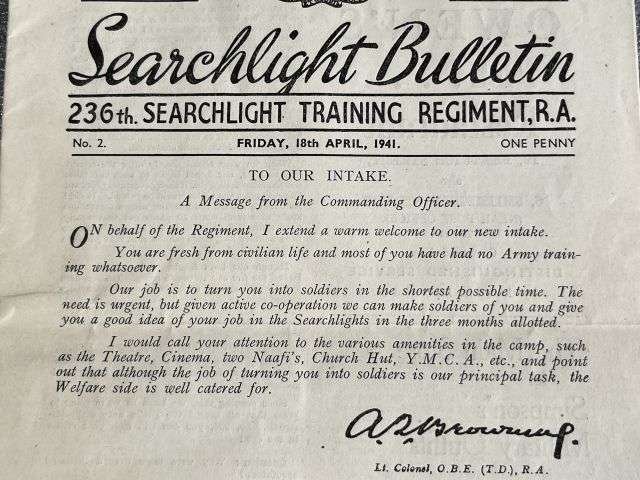 Searchlight Bulletin
236th. SEARCHLIGHT TRAINING REGIMENT, R.A.
No. 2. FRIDAY, 18th APRIL, 1941. ONE PENNY
TO OUR INTAKE.
A Message from the Commanding Officer.
ON behalf of the Regiment, I extend a warm welcome to our new intake.
You are fresh from civilian life and most of you have had no Army train-
ing whatsoever.
Our job is to turn you into soldiers in the shortest possible time. The
need is urgent, but given active co-operation we can make soldiers of you and give
you a good idea of your job in the Searchlights in the three months allotted.
I would call your attention to the various amenities in the camp, such
as the Theatre, Cinema, two Naafi's, Church Hut, Y.M.C.A., etc., and point
out that although the job of turning you into soldiers is our principal task, the
Welfare side is well catered for.
Browning.
Lt. Colonel, O.B.E. (T.D.), R.A.